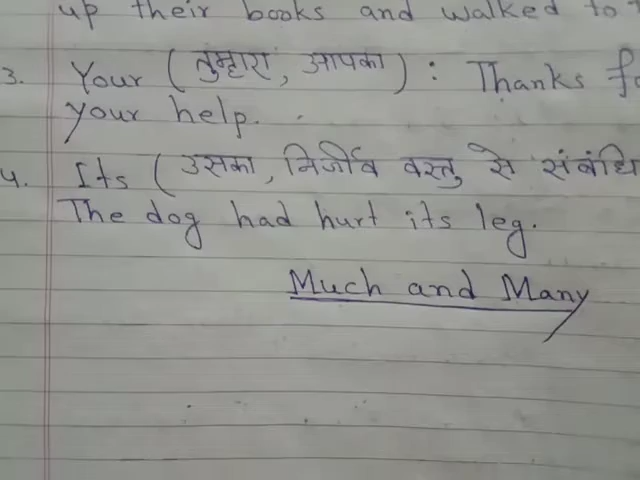 up their books and walked to
3. Your (तुम्हारा, आपका) : Thanks
your help.
4. Its (उसका, निर्जीव वस्तु से
The dog had hurt its leg.
Much and Many